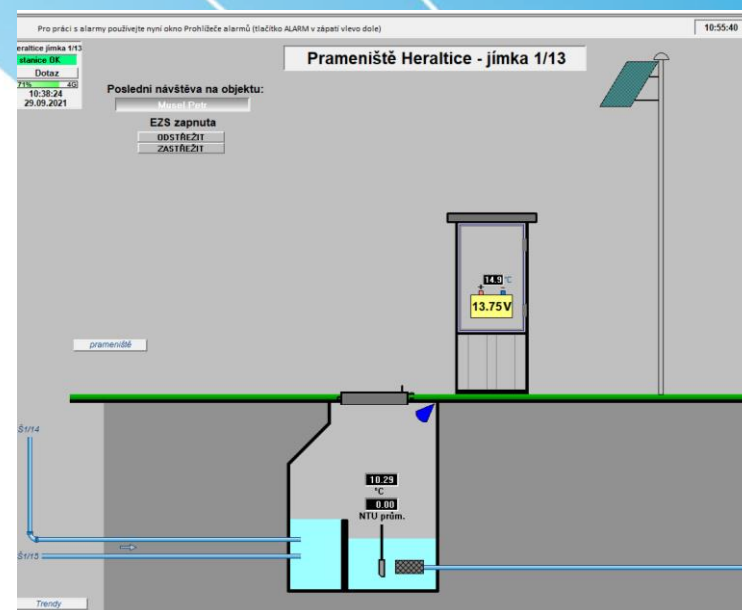 Pro práci s alarmy používejte nyní okno Prohlížeče alarmů (tlačítko ALARM v zápatí vlevo dole)
10:55:40
Heraltice jímka 1/13
stanice OK
Dotaz
71% 4G
10:38:24
29.09.2021
Prameniště Heraltice - jímka 1/13
Poslední návštěva na objektu:
Musel Petr
EZS zapnuta
ODSTŘEŽIT
ZASTŘEŽIT
14.9 °C
+ -
13.75V
prameniště
Š1/14
10.29
°C
0.00
NTU prům.
Š1/15
Trendy